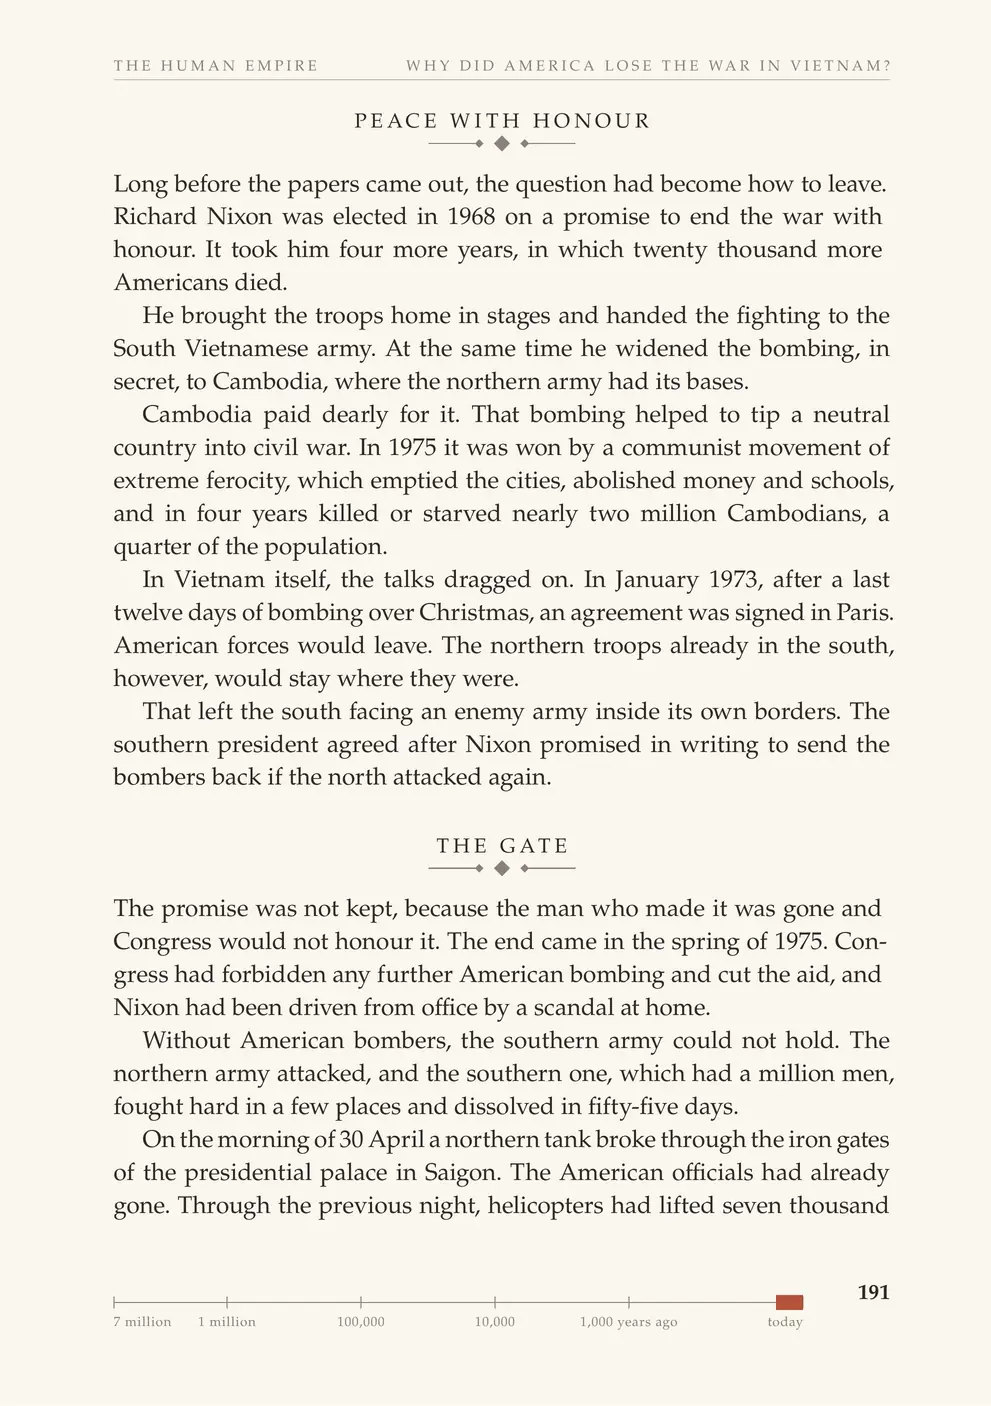 THE HUMAN EMPIRE
WHY DID AMERICA LOSE THE WAR IN VIETNAM?
PEACE WITH HONOUR
Long before the papers came out, the question had become how to leave.
Richard Nixon was elected in 1968 on a promise to end the war with
honour. It took him four more years, in which twenty thousand more
Americans died.
He brought the troops home in stages and handed the fighting to the
South Vietnamese army. At the same time he widened the bombing, in
secret, to Cambodia, where the northern army had its bases.
Cambodia paid dearly for it. That bombing helped to tip a neutral
country into civil war. In 1975 it was won by a communist movement of
extreme ferocity, which emptied the cities, abolished money and schools,
and in four years killed or starved nearly two million Cambodians, a
quarter of the population.
In Vietnam itself, the talks dragged on. In January 1973, after a last
twelve days of bombing over Christmas, an agreement was signed in Paris.
American forces would leave. The northern troops already in the south,
however, would stay where they were.
That left the south facing an enemy army inside its own borders. The
southern president agreed after Nixon promised in writing to send the
bombers back if the north attacked again.
THE GATE
The promise was not kept, because the man who made it was gone and
Congress would not honour it. The end came in the spring of 1975. Con-
gress had forbidden any further American bombing and cut the aid, and
Nixon had been driven from office by a scandal at home.
Without American bombers, the southern army could not hold. The
northern army attacked, and the southern one, which had a million men,
fought hard in a few places and dissolved in fifty-five days.
On the morning of 30 April a northern tank broke through the iron gates
of the presidential palace in Saigon. The American officials had already
gone. Through the previous night, helicopters had lifted seven thousand
191
7 million 1 million 100,000 10,000 1,000 years ago today